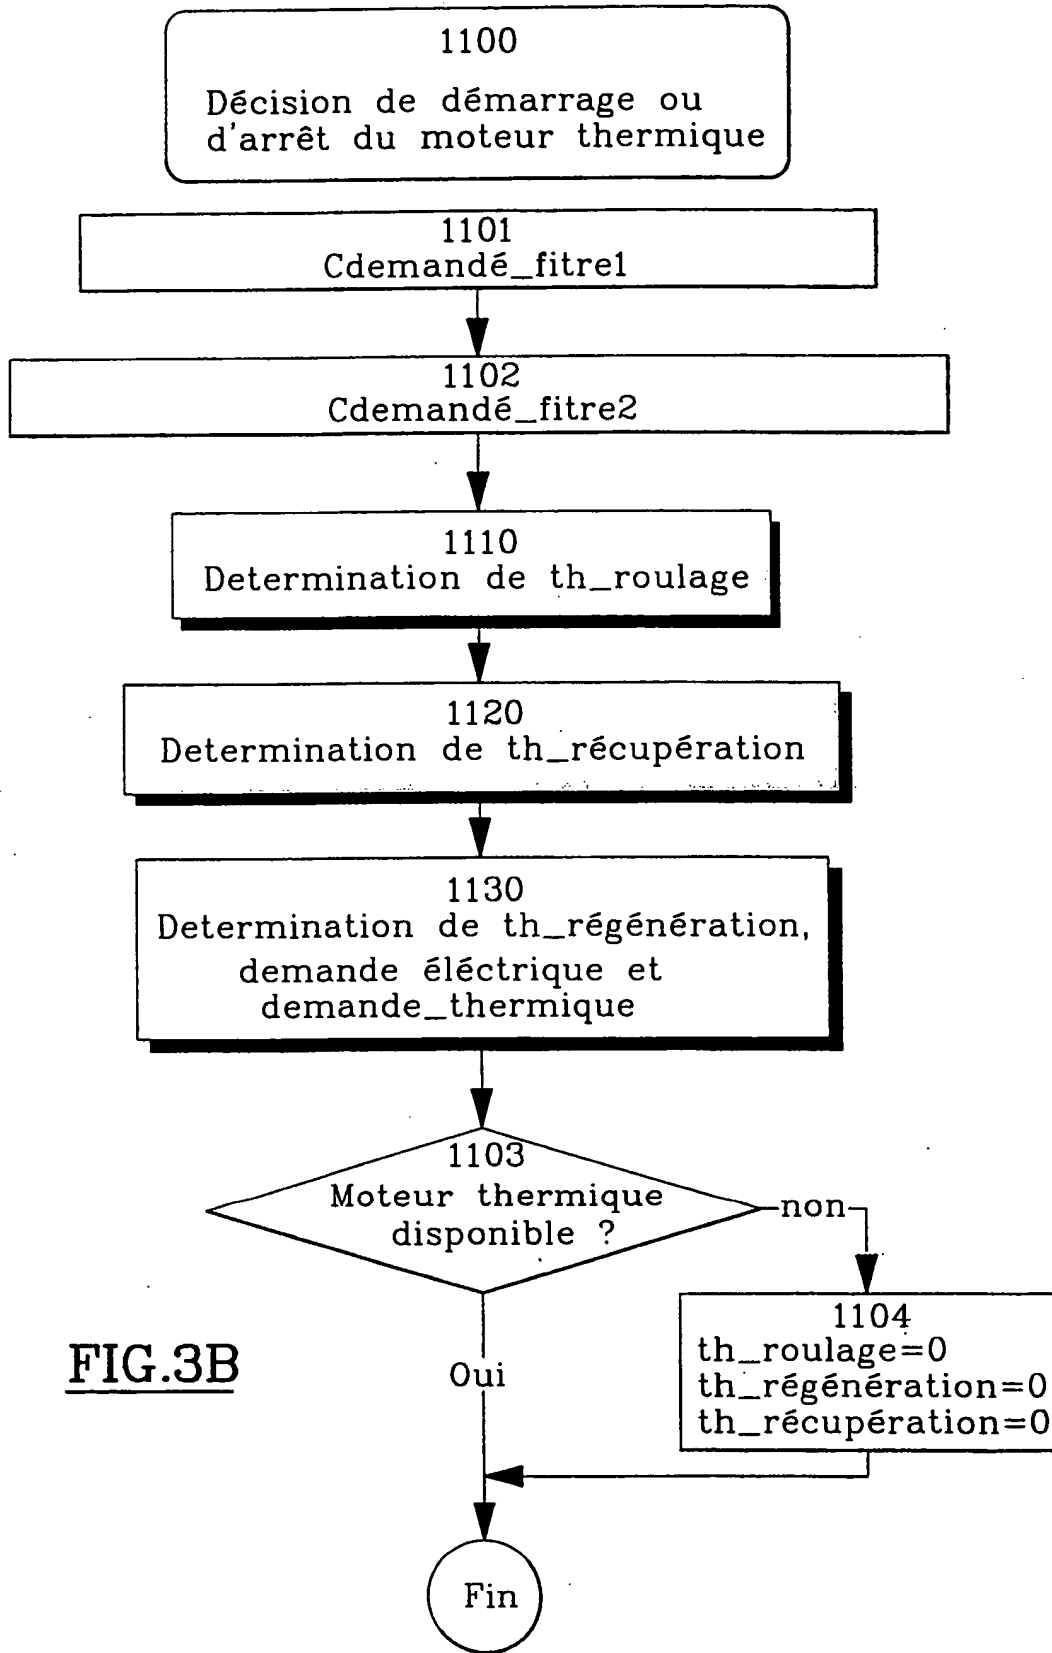 1100
Décision de démarrage ou
d'arrêt du moteur thermique
1101
Cdemandé_fitre1
1102
Cdemandé_fitre2
1110
Determination de th_roulage
1120
Determination de th_récupération
1130
Determination de th_régénération,
demande éléctrique et
demande_thermique
1103
Moteur thermique
disponible ?
non
1104
th_roulage=0
th_régénération=0
th_récupération=0
Oui
FIG.3B
Fin